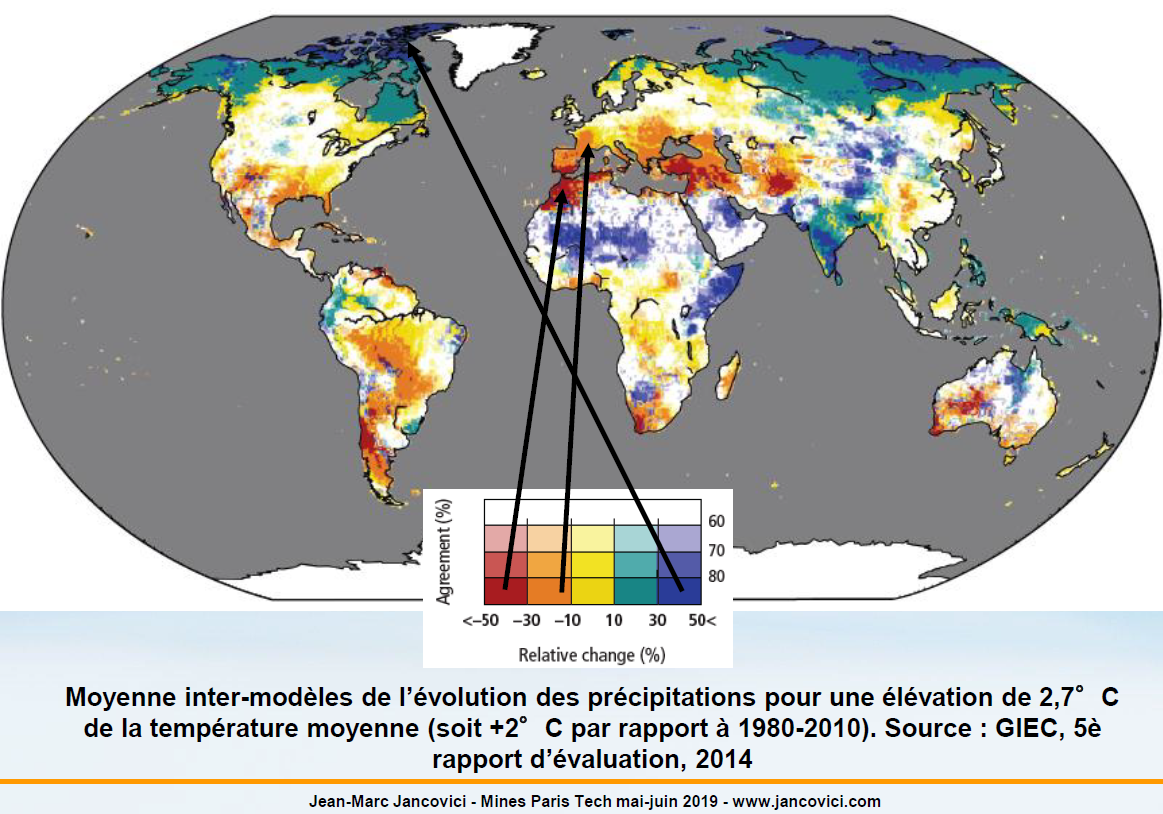 Agreement (%)
60
70
80
<–50 –30 –10 10 30 50<
Relative change (%)
Moyenne inter-modèles de l’évolution des précipitations pour une élévation de 2,7° C
de la température moyenne (soit +2° C par rapport à 1980-2010). Source : GIEC, 5è
rapport d’évaluation, 2014
Jean-Marc Jancovici - Mines Paris Tech mai-juin 2019 - www.jancovici.com